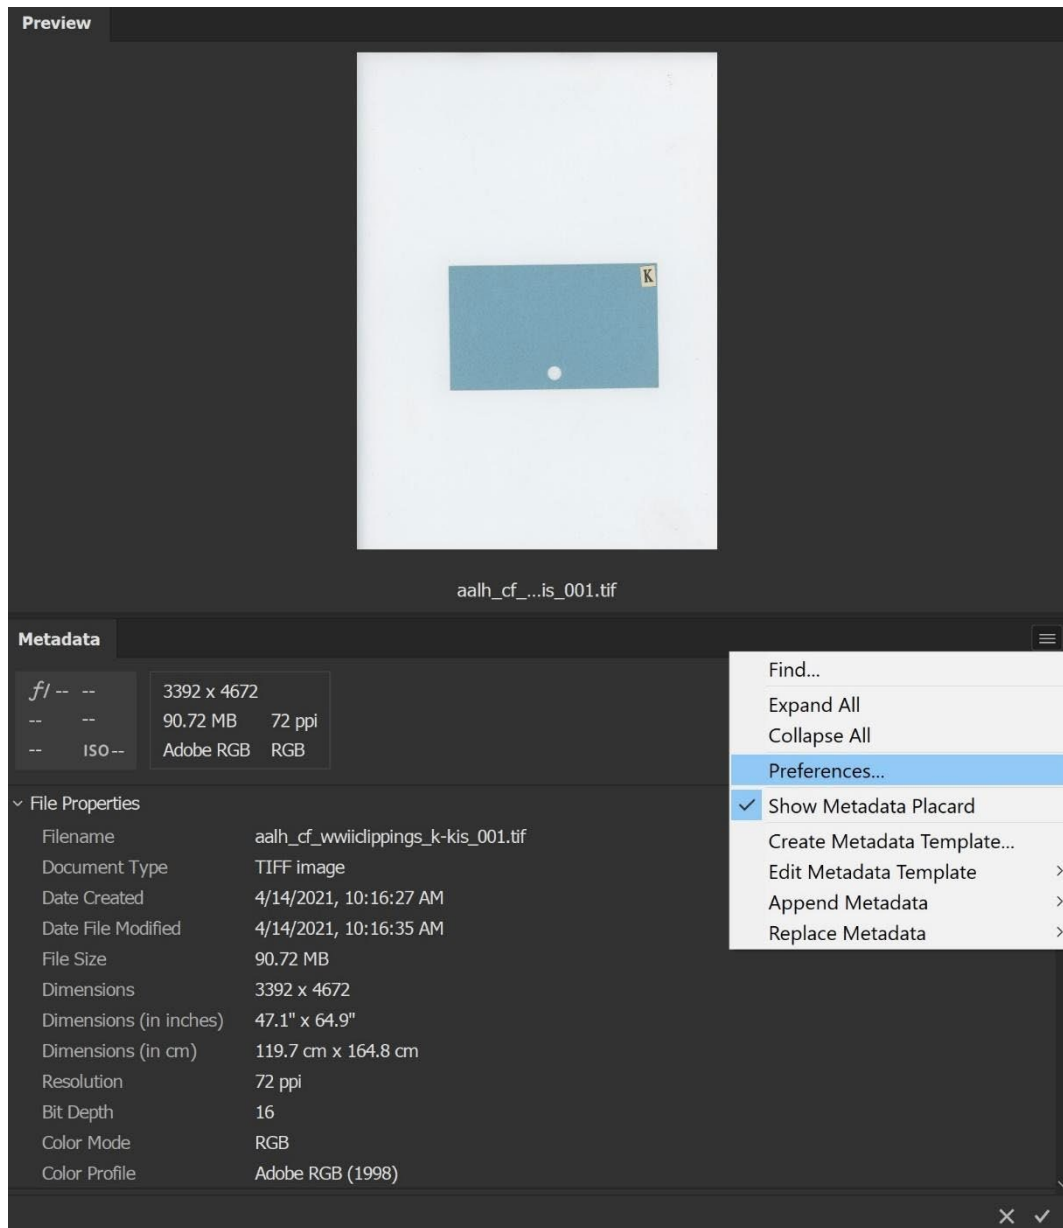 Preview
K
aalh_cf_...is_001.tif
Metadata
f/ -- --
-- --
-- ISO --
3392 x 4672
90.72 MB 72 ppi
Adobe RGB RGB
Find...
Expand All
Collapse All
Preferences...
Show Metadata Placard
Create Metadata Template...
Edit Metadata Template
Append Metadata
Replace Metadata
File Properties
Filename aalh_cf_wwiiclippings_k-kis_001.tif
Document Type TIFF image
Date Created 4/14/2021, 10:16:27 AM
Date File Modified 4/14/2021, 10:16:35 AM
File Size 90.72 MB
Dimensions 3392 x 4672
Dimensions (in inches) 47.1" x 64.9"
Dimensions (in cm) 119.7 cm x 164.8 cm
Resolution 72 ppi
Bit Depth 16
Color Mode RGB
Color Profile Adobe RGB (1998)